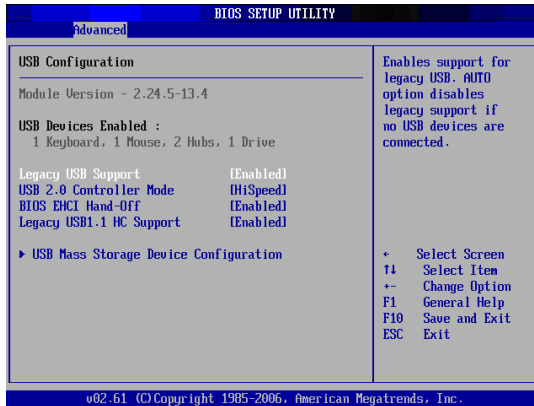 BIOS SETUP UTILITY
Advanced
USB Configuration
Module Version - 2.24.5-13.4
USB Devices Enabled :
1 Keyboard, 1 Mouse, 2 Hubs, 1 Drive
Legacy USB Support [Enabled]
USB 2.0 Controller Mode [HiSpeed]
BIOS EHCI Hand-Off [Enabled]
Legacy USB1.1 HC Support [Enabled]
▶ USB Mass Storage Device Configuration
Enables support for
legacy USB. AUTO
option disables
legacy support if
no USB devices are
connected.
← Select Screen
↑↓ Select Item
+- Change Option
F1 General Help
F10 Save and Exit
ESC Exit
v02.61 (C)Copyright 1985-2006, American Megatrends, Inc.